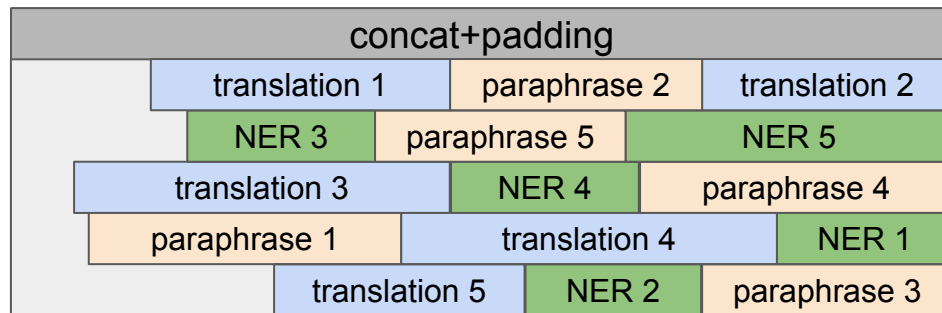 concat+padding
translation 1 paraphrase 2 translation 2
NER 3 paraphrase 5 NER 5
translation 3 NER 4 paraphrase 4
paraphrase 1 translation 4 NER 1
translation 5 NER 2 paraphrase 3